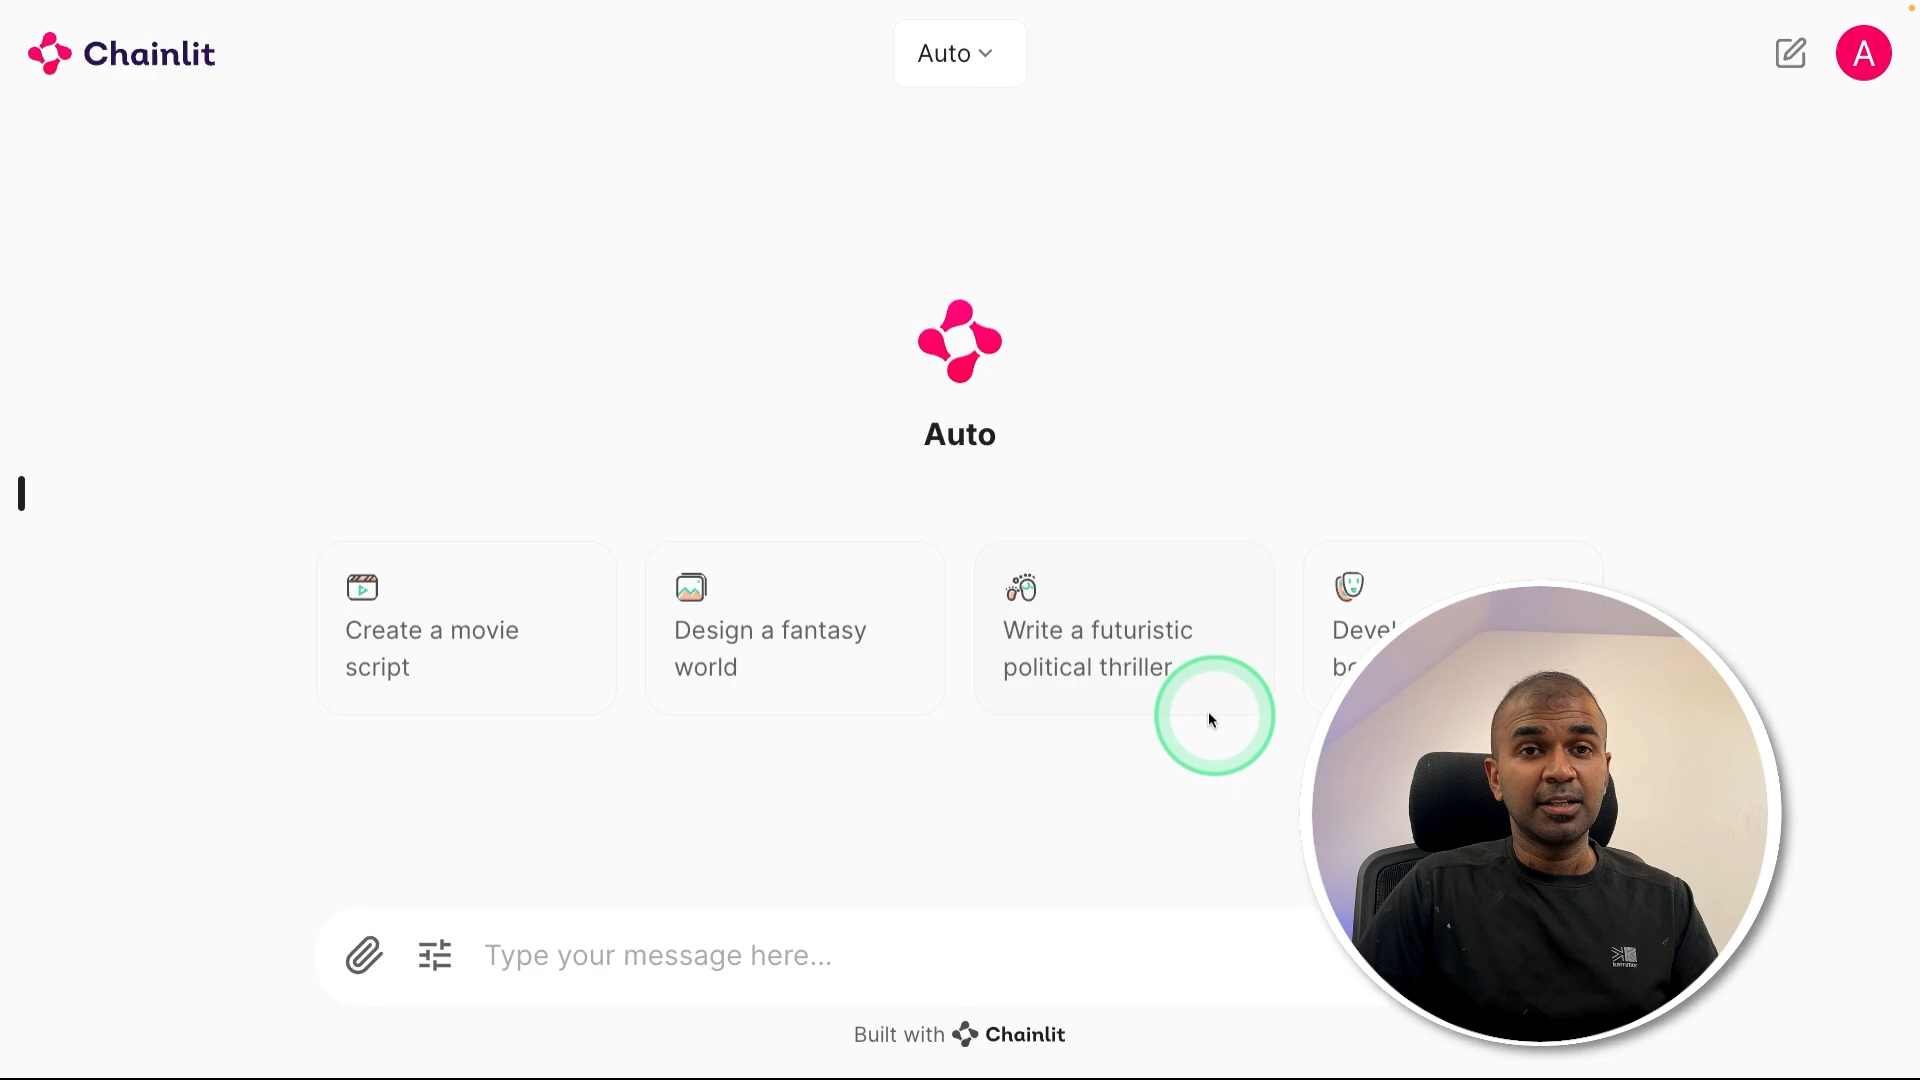 Chainlit
Auto
A
Auto
Create a movie
script
Design a fantasy
world
Write a futuristic
political thriller
Type your message here...
Built with Chainlit